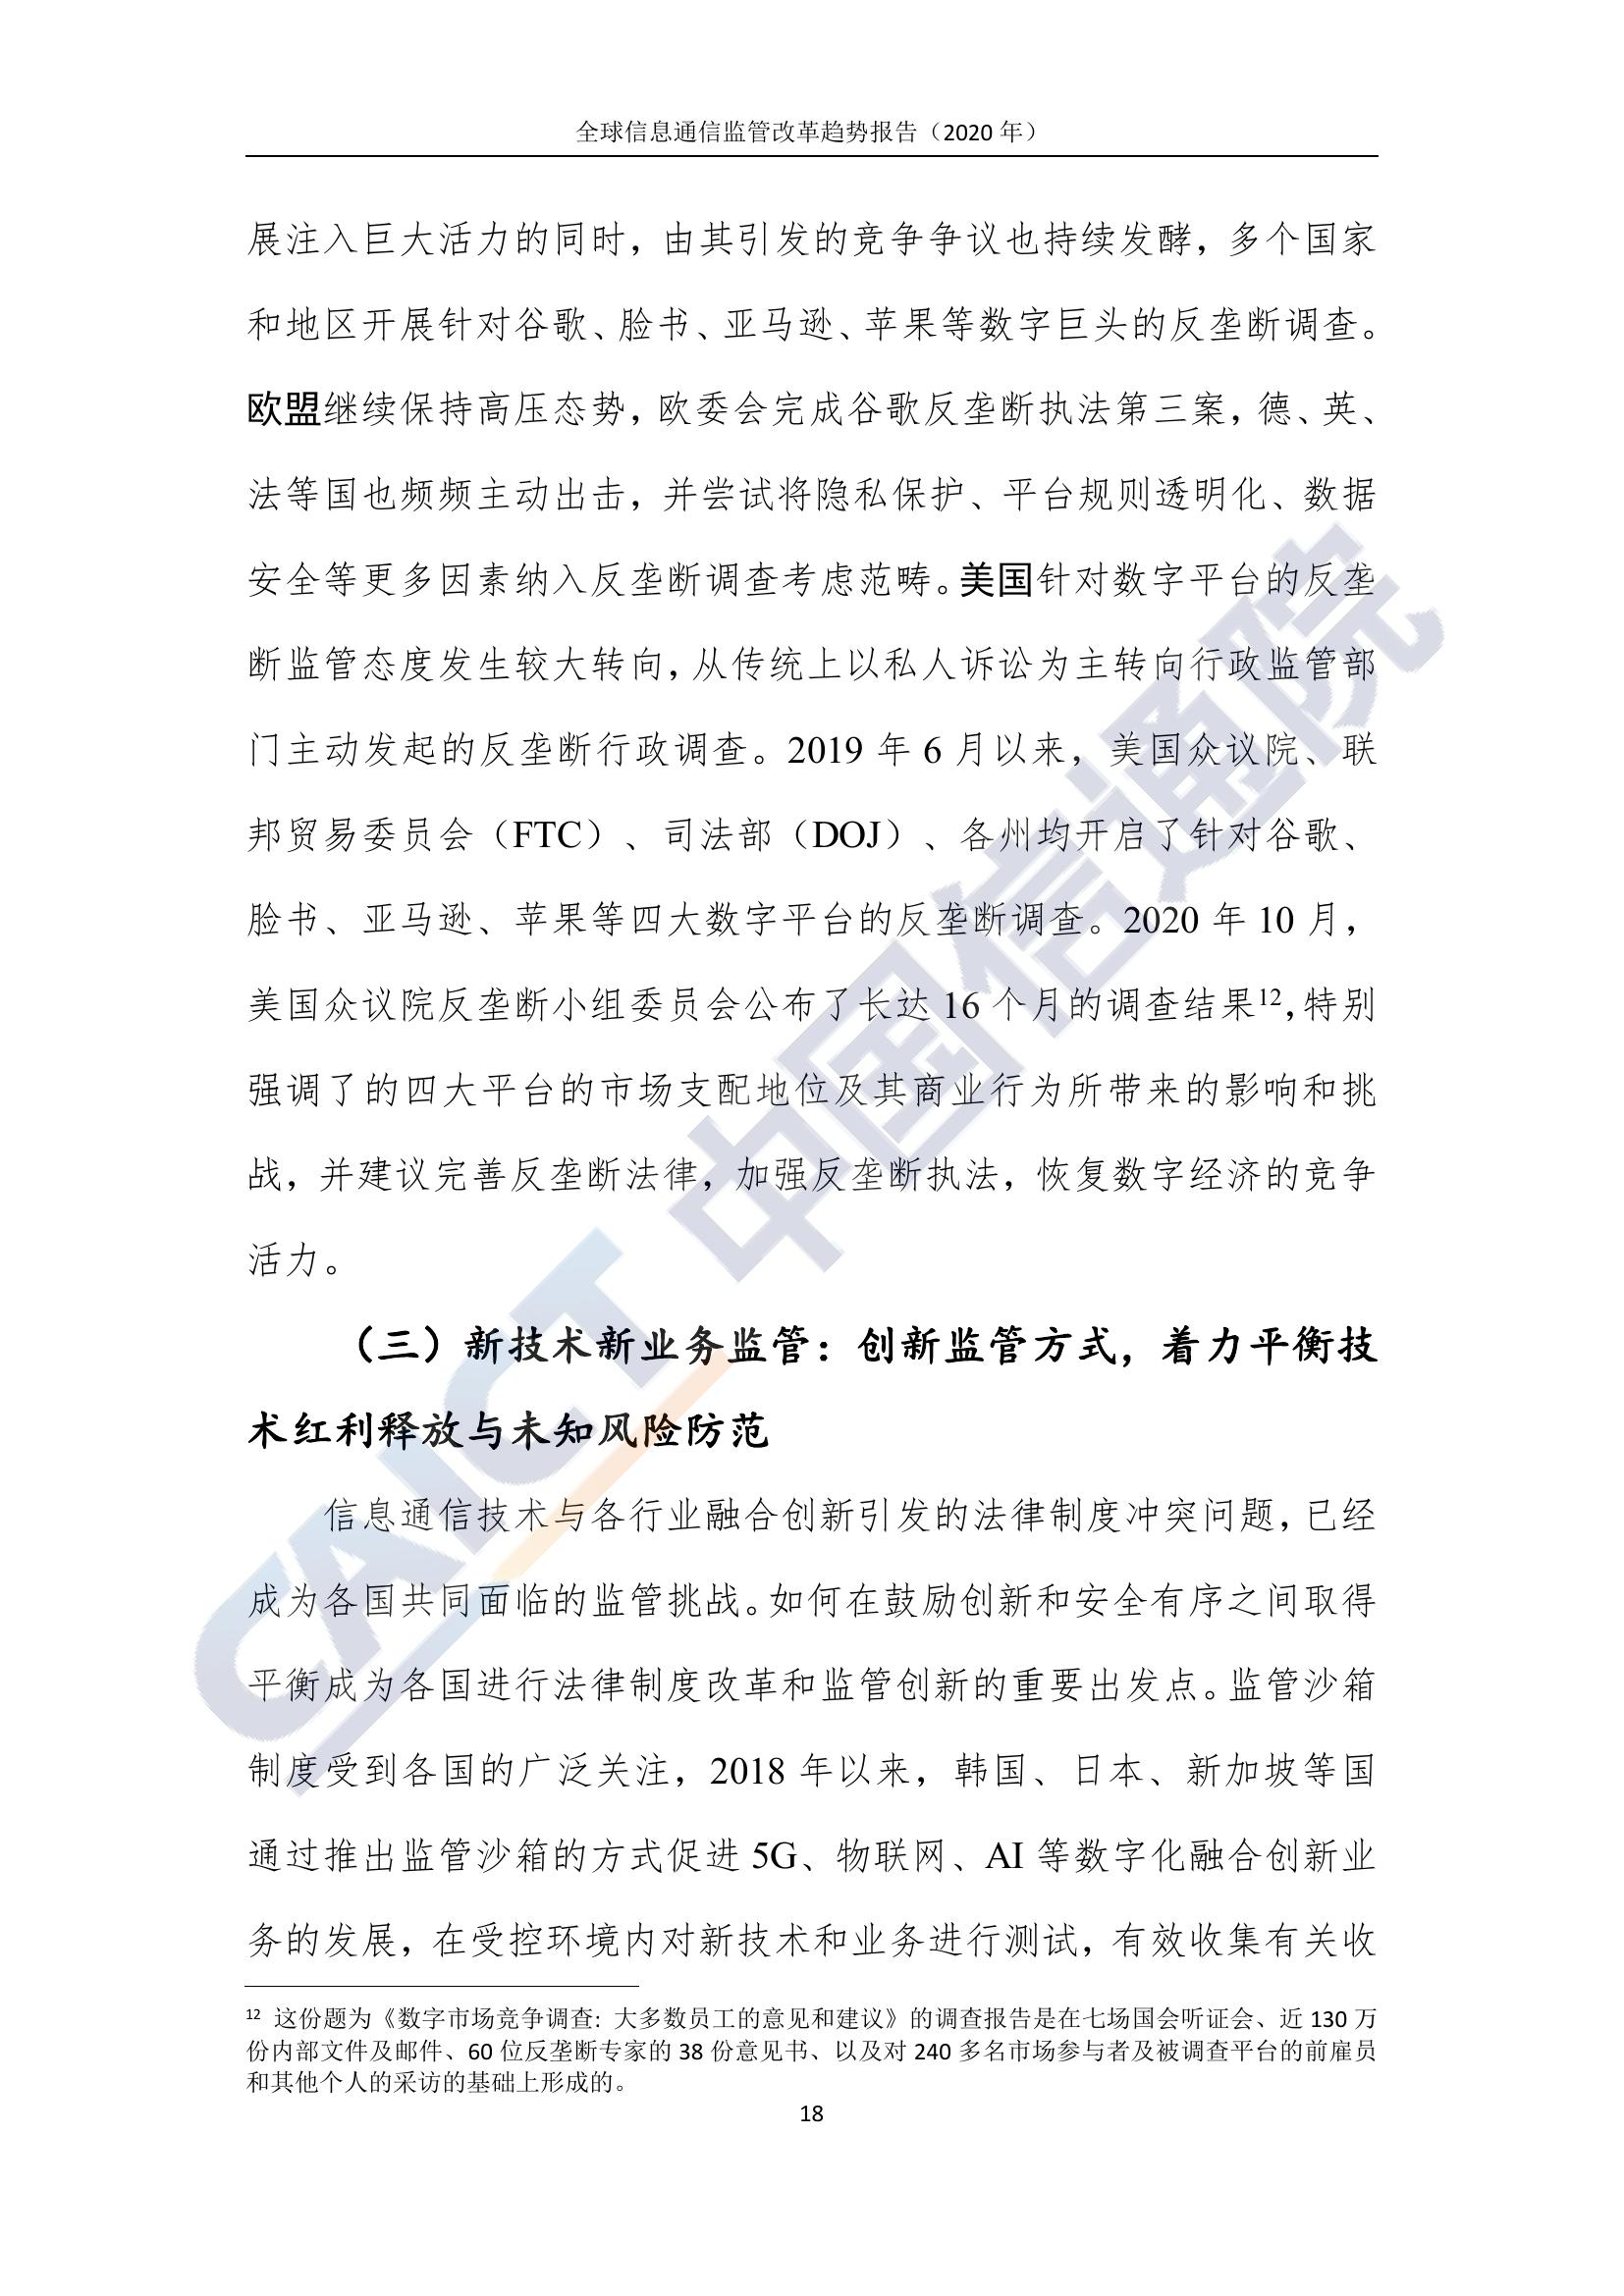 全球信息通信监管改革趋势报告（2020 年）
展注入巨大活力的同时，由其引发的竞争争议也持续发酵，多个国家
和地区开展针对谷歌、脸书、亚马逊、苹果等数字巨头的反垄断调查。
欧盟继续保持高压态势，欧委会完成谷歌反垄断执法第三案，德、英、
法等国也频频主动出击，并尝试将隐私保护、平台规则透明化、数据
安全等更多因素纳入反垄断调查考虑范畴。美国针对数字平台的反垄
断监管态度发生较大转向，从传统上以私人诉讼为主转向行政监管部
门主动发起的反垄断行政调查。2019 年 6 月以来，美国众议院、联
邦贸易委员会（FTC）、司法部（DOJ）、各州均开启了针对谷歌、
脸书、亚马逊、苹果等四大数字平台的反垄断调查。2020 年 10 月，
美国众议院反垄断小组委员会公布了长达 16 个月的调查结果12，特别
强调了的四大平台的市场支配地位及其商业行为所带来的影响和挑
战，并建议完善反垄断法律，加强反垄断执法，恢复数字经济的竞争
活力。
（三）新技术新业务监管：创新监管方式，着力平衡技
术红利释放与未知风险防范
信息通信技术与各行业融合创新引发的法律制度冲突问题，已经
成为各国共同面临的监管挑战。如何在鼓励创新和安全有序之间取得
平衡成为各国进行法律制度改革和监管创新的重要出发点。监管沙箱
制度受到各国的广泛关注，2018 年以来，韩国、日本、新加坡等国
通过推出监管沙箱的方式促进 5G、物联网、AI 等数字化融合创新业
务的发展，在受控环境内对新技术和业务进行测试，有效收集有关收
12 这份题为《数字市场竞争调查：大多数员工的意见和建议》的调查报告是在七场国会听证会、近 130 万
份内部文件及邮件、60 位反垄断专家的 38 份意见书、以及对 240 多名市场参与者及被调查平台的前雇员
和其他个人的采访的基础上形成的。
18
CAICT 中国信通院